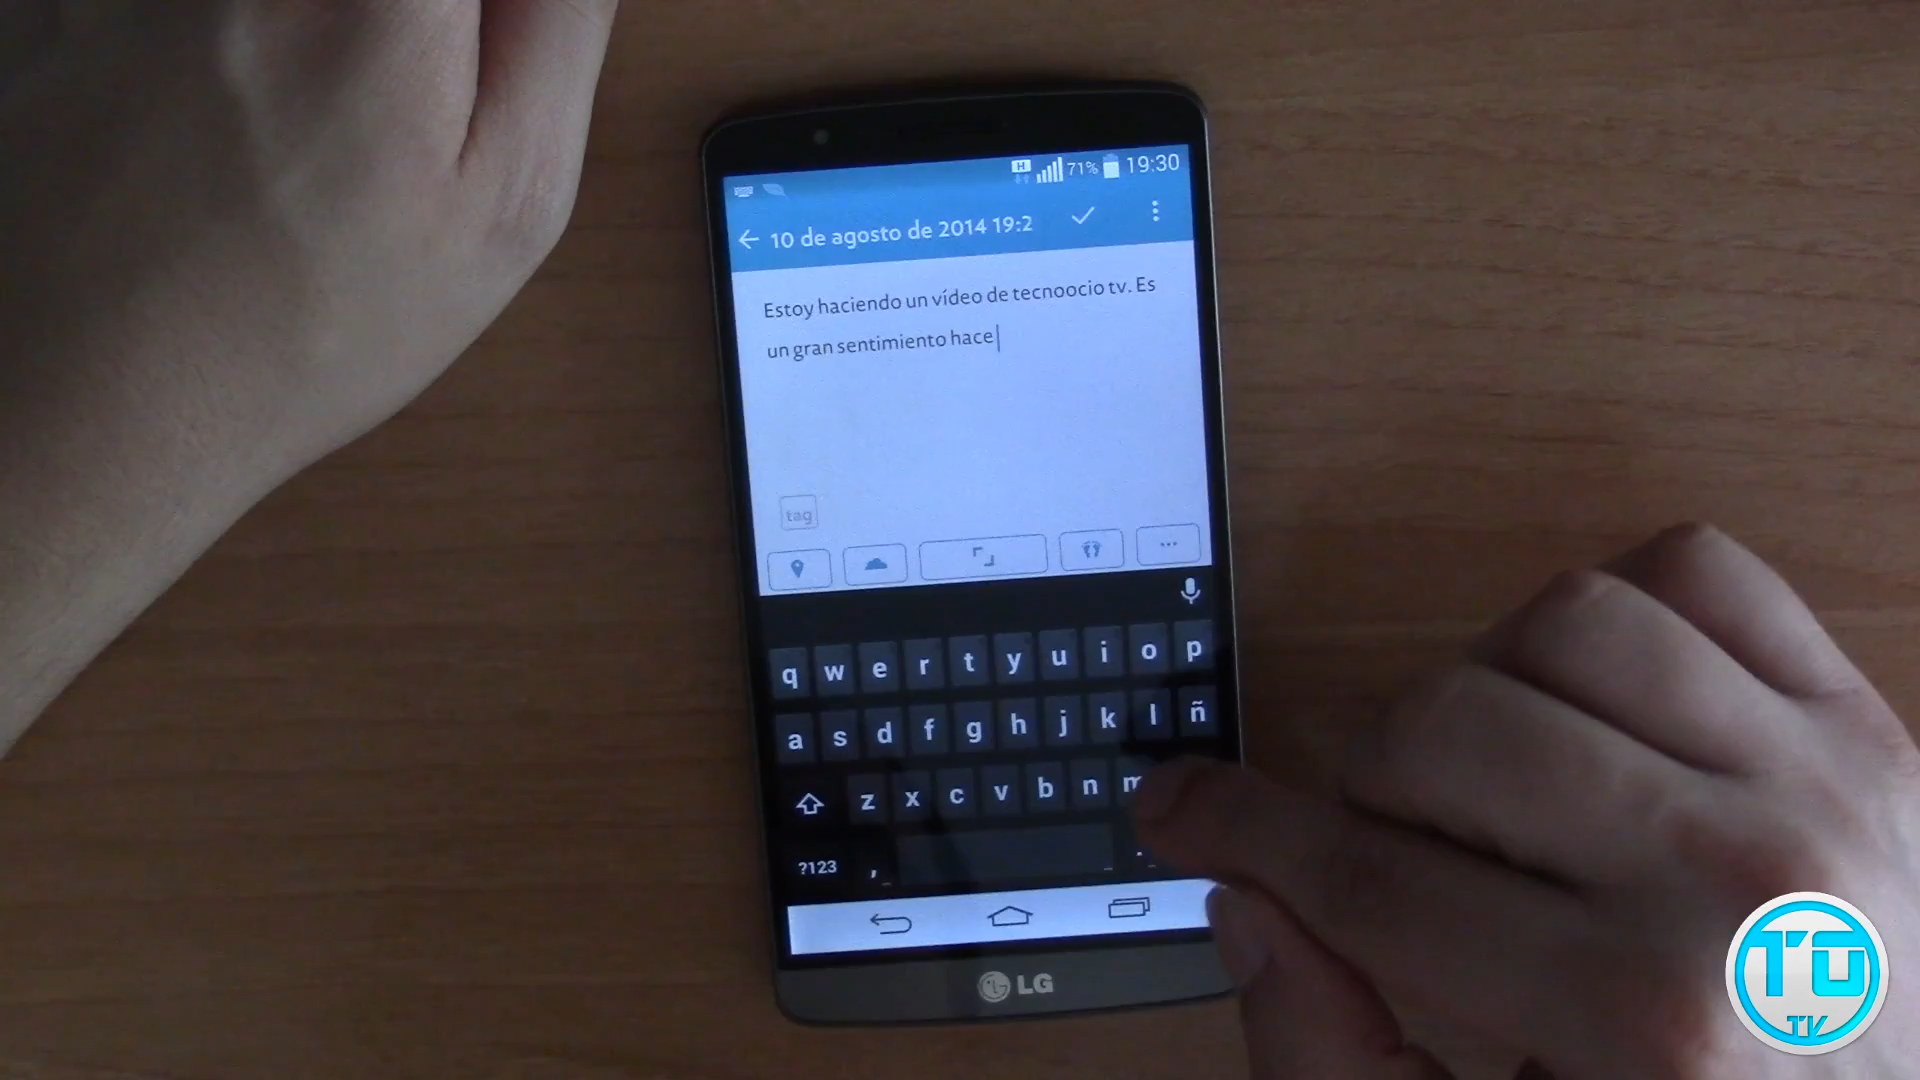 71% 19:30
10 de agosto de 2014 19:2
Estoy haciendo un vídeo de tecnoocio tv. Es
un gran sentimiento hace
tag
...
q w e r t y u i o p
a s d f g h j k l ñ
z x c v b n m
?123 , .
LG
TO
TV